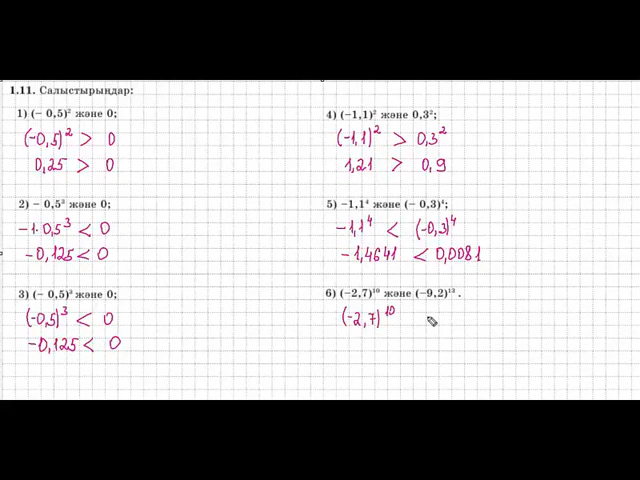 1.11. Салыстырыңдар:
1) (− 0,5)² және 0;
(-0,5)² > 0
0,25 > 0
2) − 0,5³ және 0;
-1·0,5³ < 0
-0,125 < 0
3) (− 0,5)³ және 0;
(-0,5)³ < 0
-0,125 < 0
4) (−1,1)² және 0,3²;
(-1,1)² > 0,3²
1,21 > 0,9
5) −1,1⁴ және (− 0,3)⁴;
-1,1⁴ < (-0,3)⁴
-1,4641 < 0,0081
6) (−2,7)¹⁰ және (−9,2)¹³ .
(-2,7)¹⁰